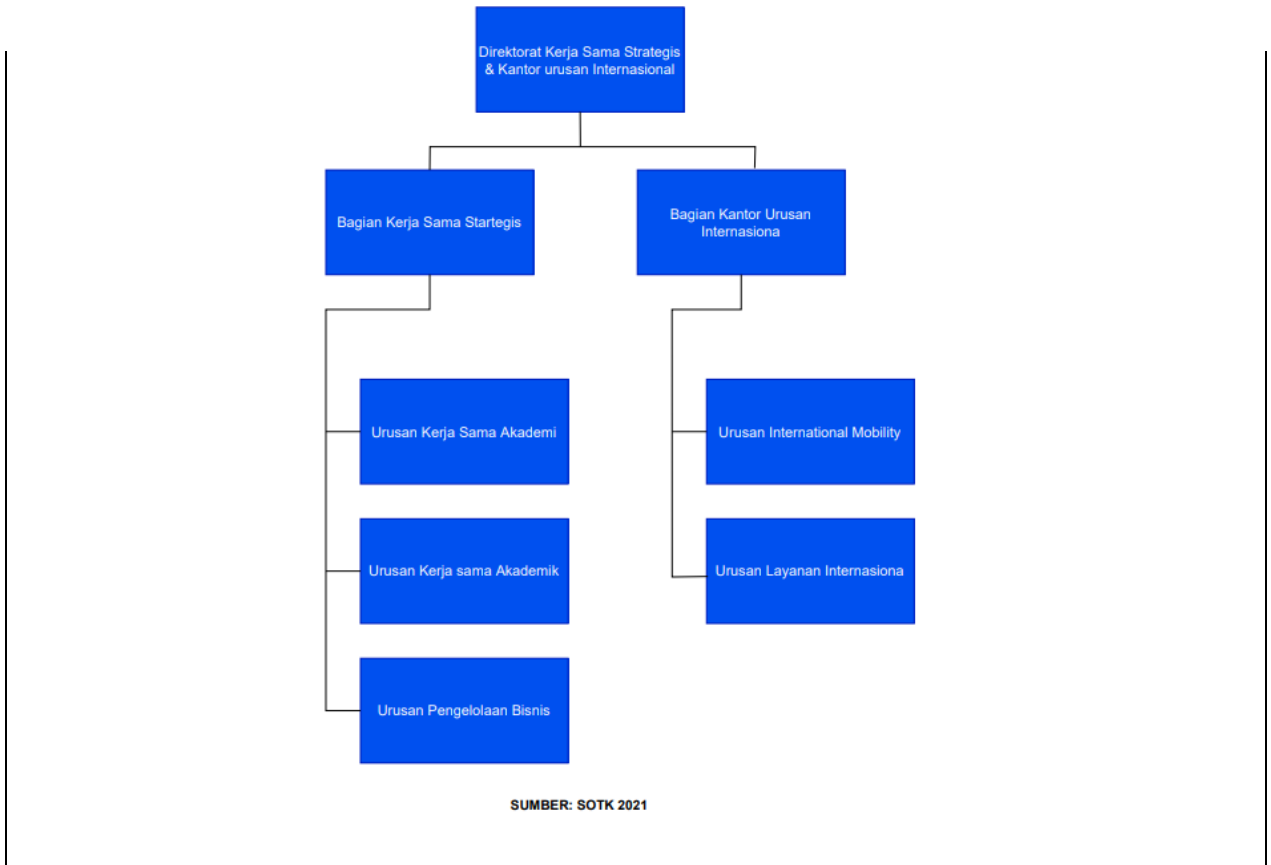 Direktorat Kerja Sama Strategis
& Kantor urusan Internasional
Bagian Kerja Sama Startegis
Bagian Kantor Urusan
Internasiona
Urusan Kerja Sama Akademi
Urusan International Mobility
Urusan Kerja sama Akademik
Urusan Layanan Internasiona
Urusan Pengelolaan Bisnis
SUMBER: SOTK 2021